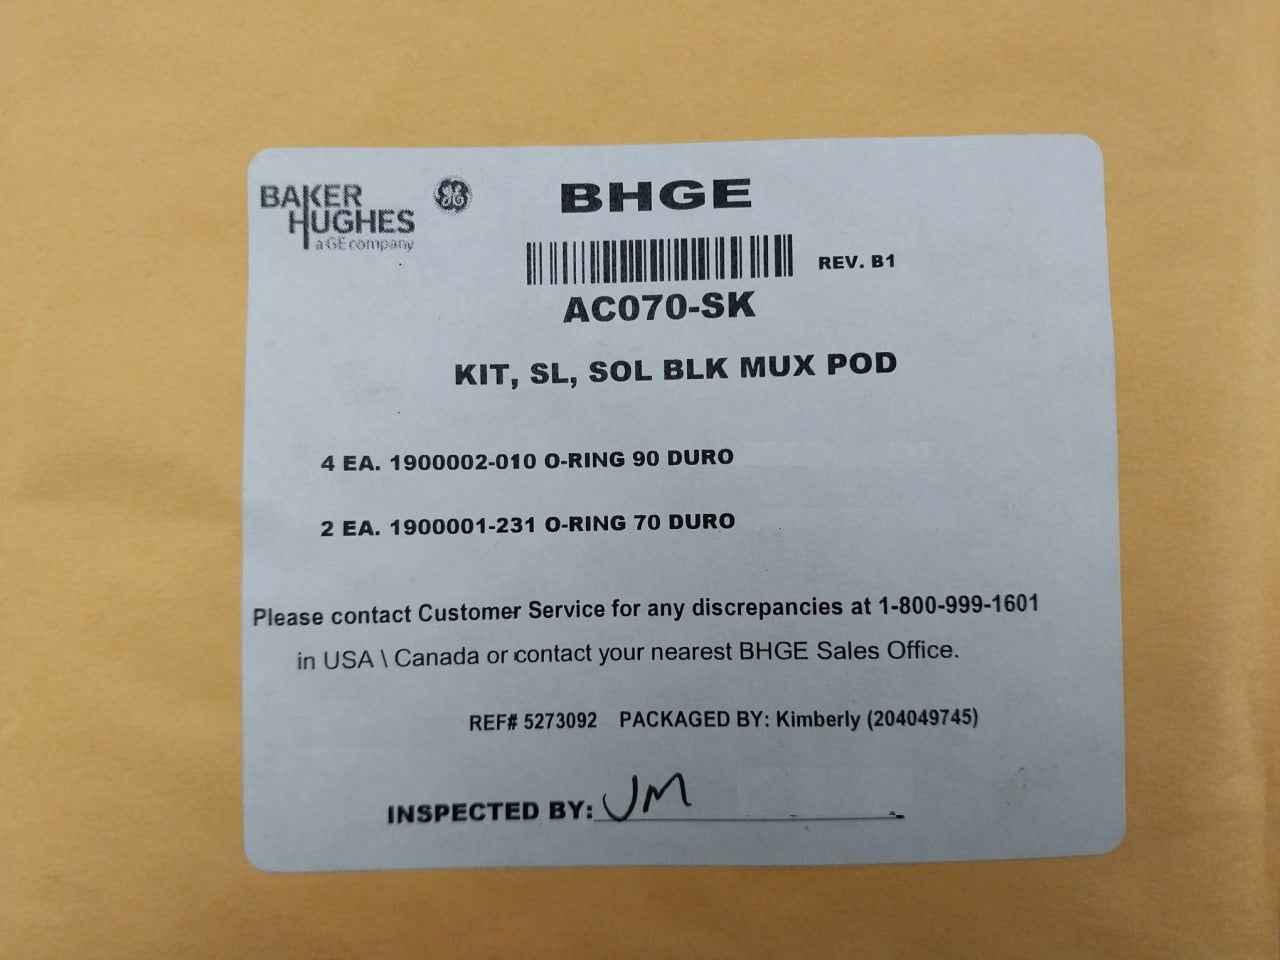 BAKER
HUGHES
a GE company
GE
BHGE
REV. B1
AC070-SK
KIT, SL, SOL BLK MUX POD
4 EA. 1900002-010 O-RING 90 DURO
2 EA. 1900001-231 O-RING 70 DURO
Please contact Customer Service for any discrepancies at 1-800-999-1601
in USA \ Canada or contact your nearest BHGE Sales Office.
REF# 5273092 PACKAGED BY: Kimberly (204049745)
INSPECTED BY: JM